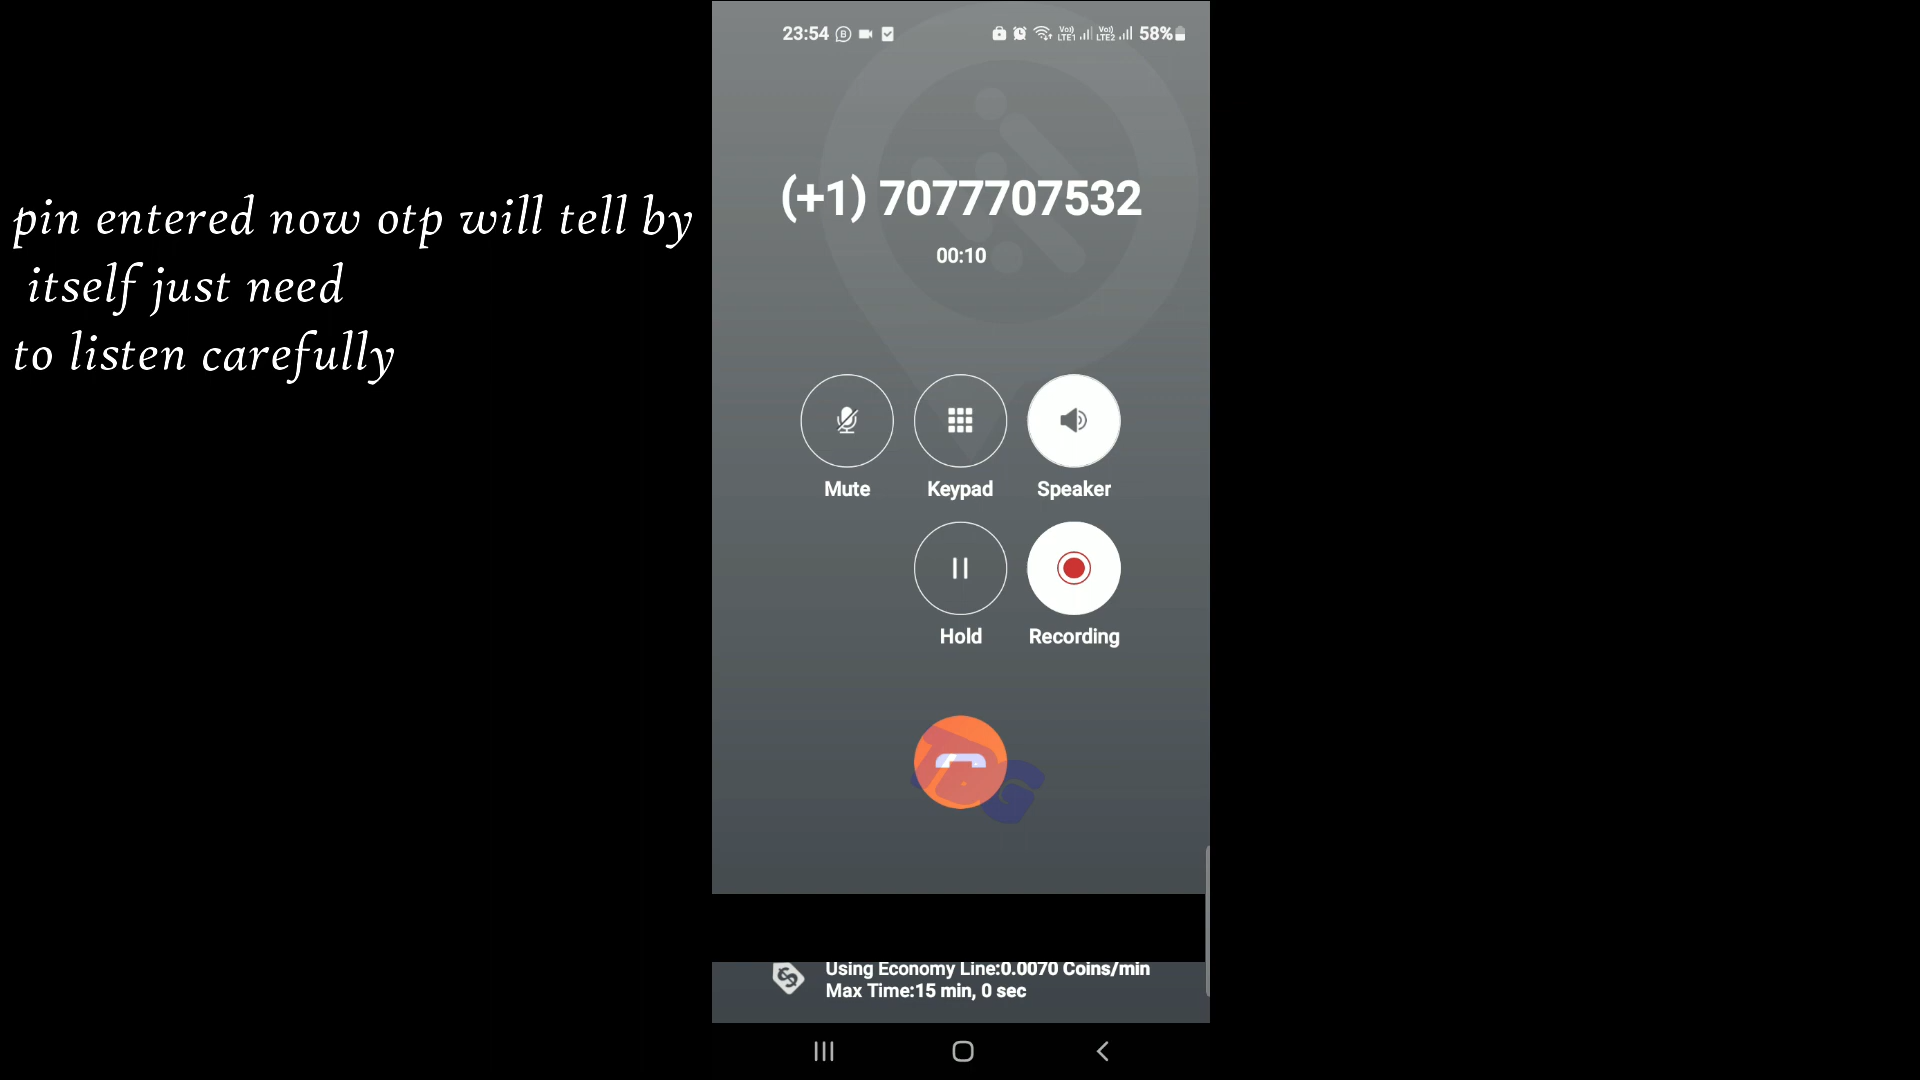 23:54
VoLTE1 VoLTE2 58%
pin entered now otp will tell by
itself just need
to listen carefully
(+1) 7077707532
00:10
Mute Keypad Speaker
Hold Recording
Using Economy Line:0.0070 Coins/min
Max Time:15 min, 0 sec